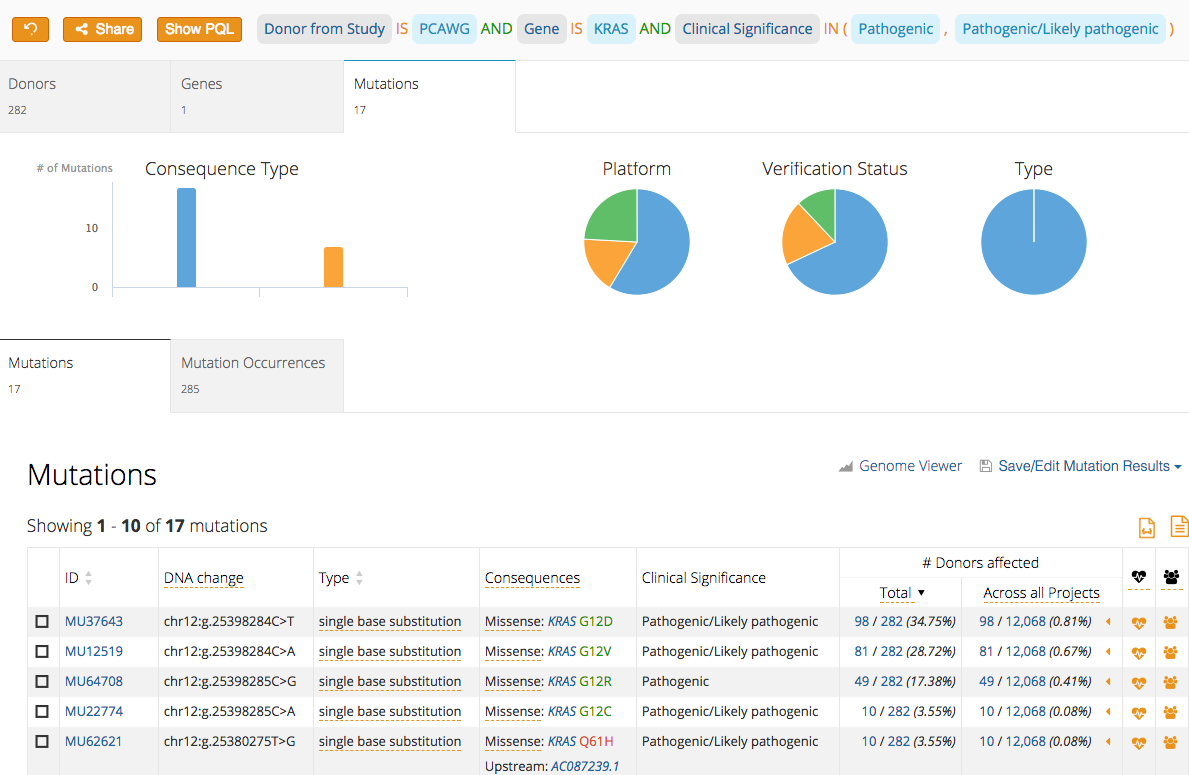 Share Show PQL Donor from Study IS PCAWG AND Gene IS KRAS AND Clinical Significance IN ( Pathogenic , Pathogenic/Likely pathogenic )
Donors Genes Mutations
282 1 17
# of Mutations Consequence Type Platform Verification Status Type
10
0
Mutations Mutation Occurrences
17 285
Mutations Genome Viewer Save/Edit Mutation Results
Showing 1 - 10 of 17 mutations
# Donors affected
ID DNA change Type Consequences Clinical Significance
Total Across all Projects
MU37643 chr12:g.25398284C>T single base substitution Missense: KRAS G12D Pathogenic/Likely pathogenic 98 / 282 (34.75%) 98 / 12,068 (0.81%)
MU12519 chr12:g.25398284C>A single base substitution Missense: KRAS G12V Pathogenic/Likely pathogenic 81 / 282 (28.72%) 81 / 12,068 (0.67%)
MU64708 chr12:g.25398285C>G single base substitution Missense: KRAS G12R Pathogenic 49 / 282 (17.38%) 49 / 12,068 (0.41%)
MU22774 chr12:g.25398285C>A single base substitution Missense: KRAS G12C Pathogenic/Likely pathogenic 10 / 282 (3.55%) 10 / 12,068 (0.08%)
MU62621 chr12:g.25380275T>G single base substitution Missense: KRAS Q61H Pathogenic/Likely pathogenic 10 / 282 (3.55%) 10 / 12,068 (0.08%)
Upstream: AC087239.1